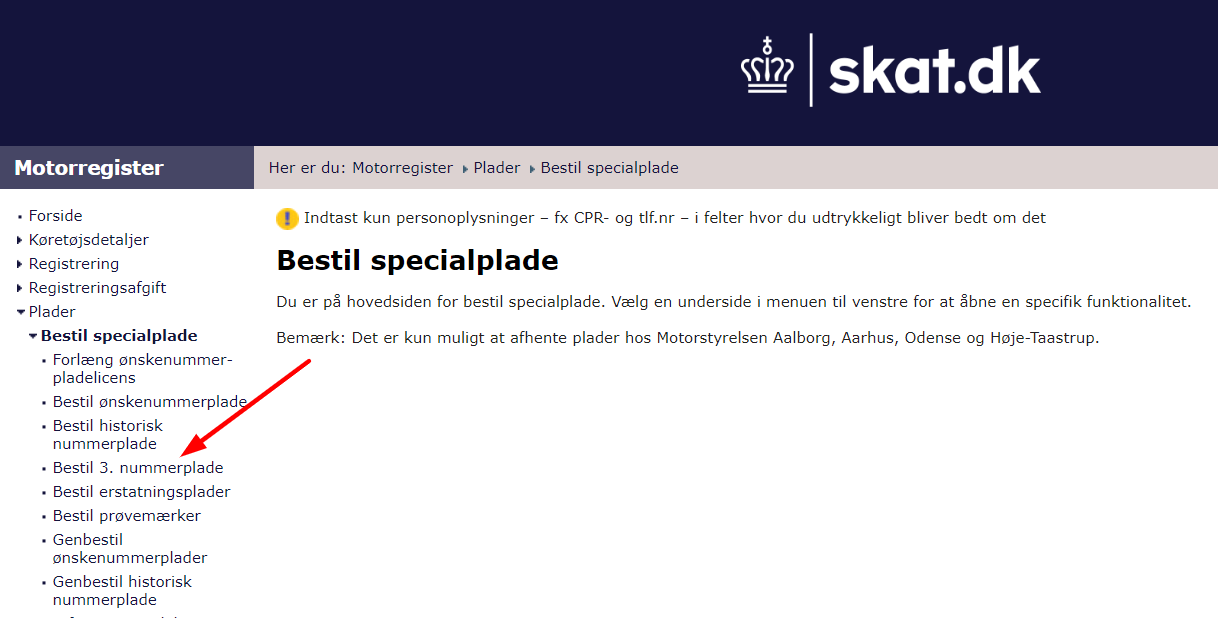 skat.dk
Motorregister
Her er du: Motorregister Plader Bestil specialplade
Forside
Køretøjsdetaljer
Registrering
Registreringsafgift
Plader
Bestil specialplade
Forlæng ønskenummer-
pladelicens
Bestil ønskenummerplade
Bestil historisk
nummerplade
Bestil 3. nummerplade
Bestil erstatningsplader
Bestil prøvemærker
Genbestil
ønskenummerplader
Genbestil historisk
nummerplade
Indtast kun personoplysninger – fx CPR- og tlf.nr – i felter hvor du udtrykkeligt bliver bedt om det
Bestil specialplade
Du er på hovedsiden for bestil specialplade. Vælg en underside i menuen til venstre for at åbne en specifik funktionalitet.
Bemærk: Det er kun muligt at afhente plader hos Motorstyrelsen Aalborg, Aarhus, Odense og Høje-Taastrup.